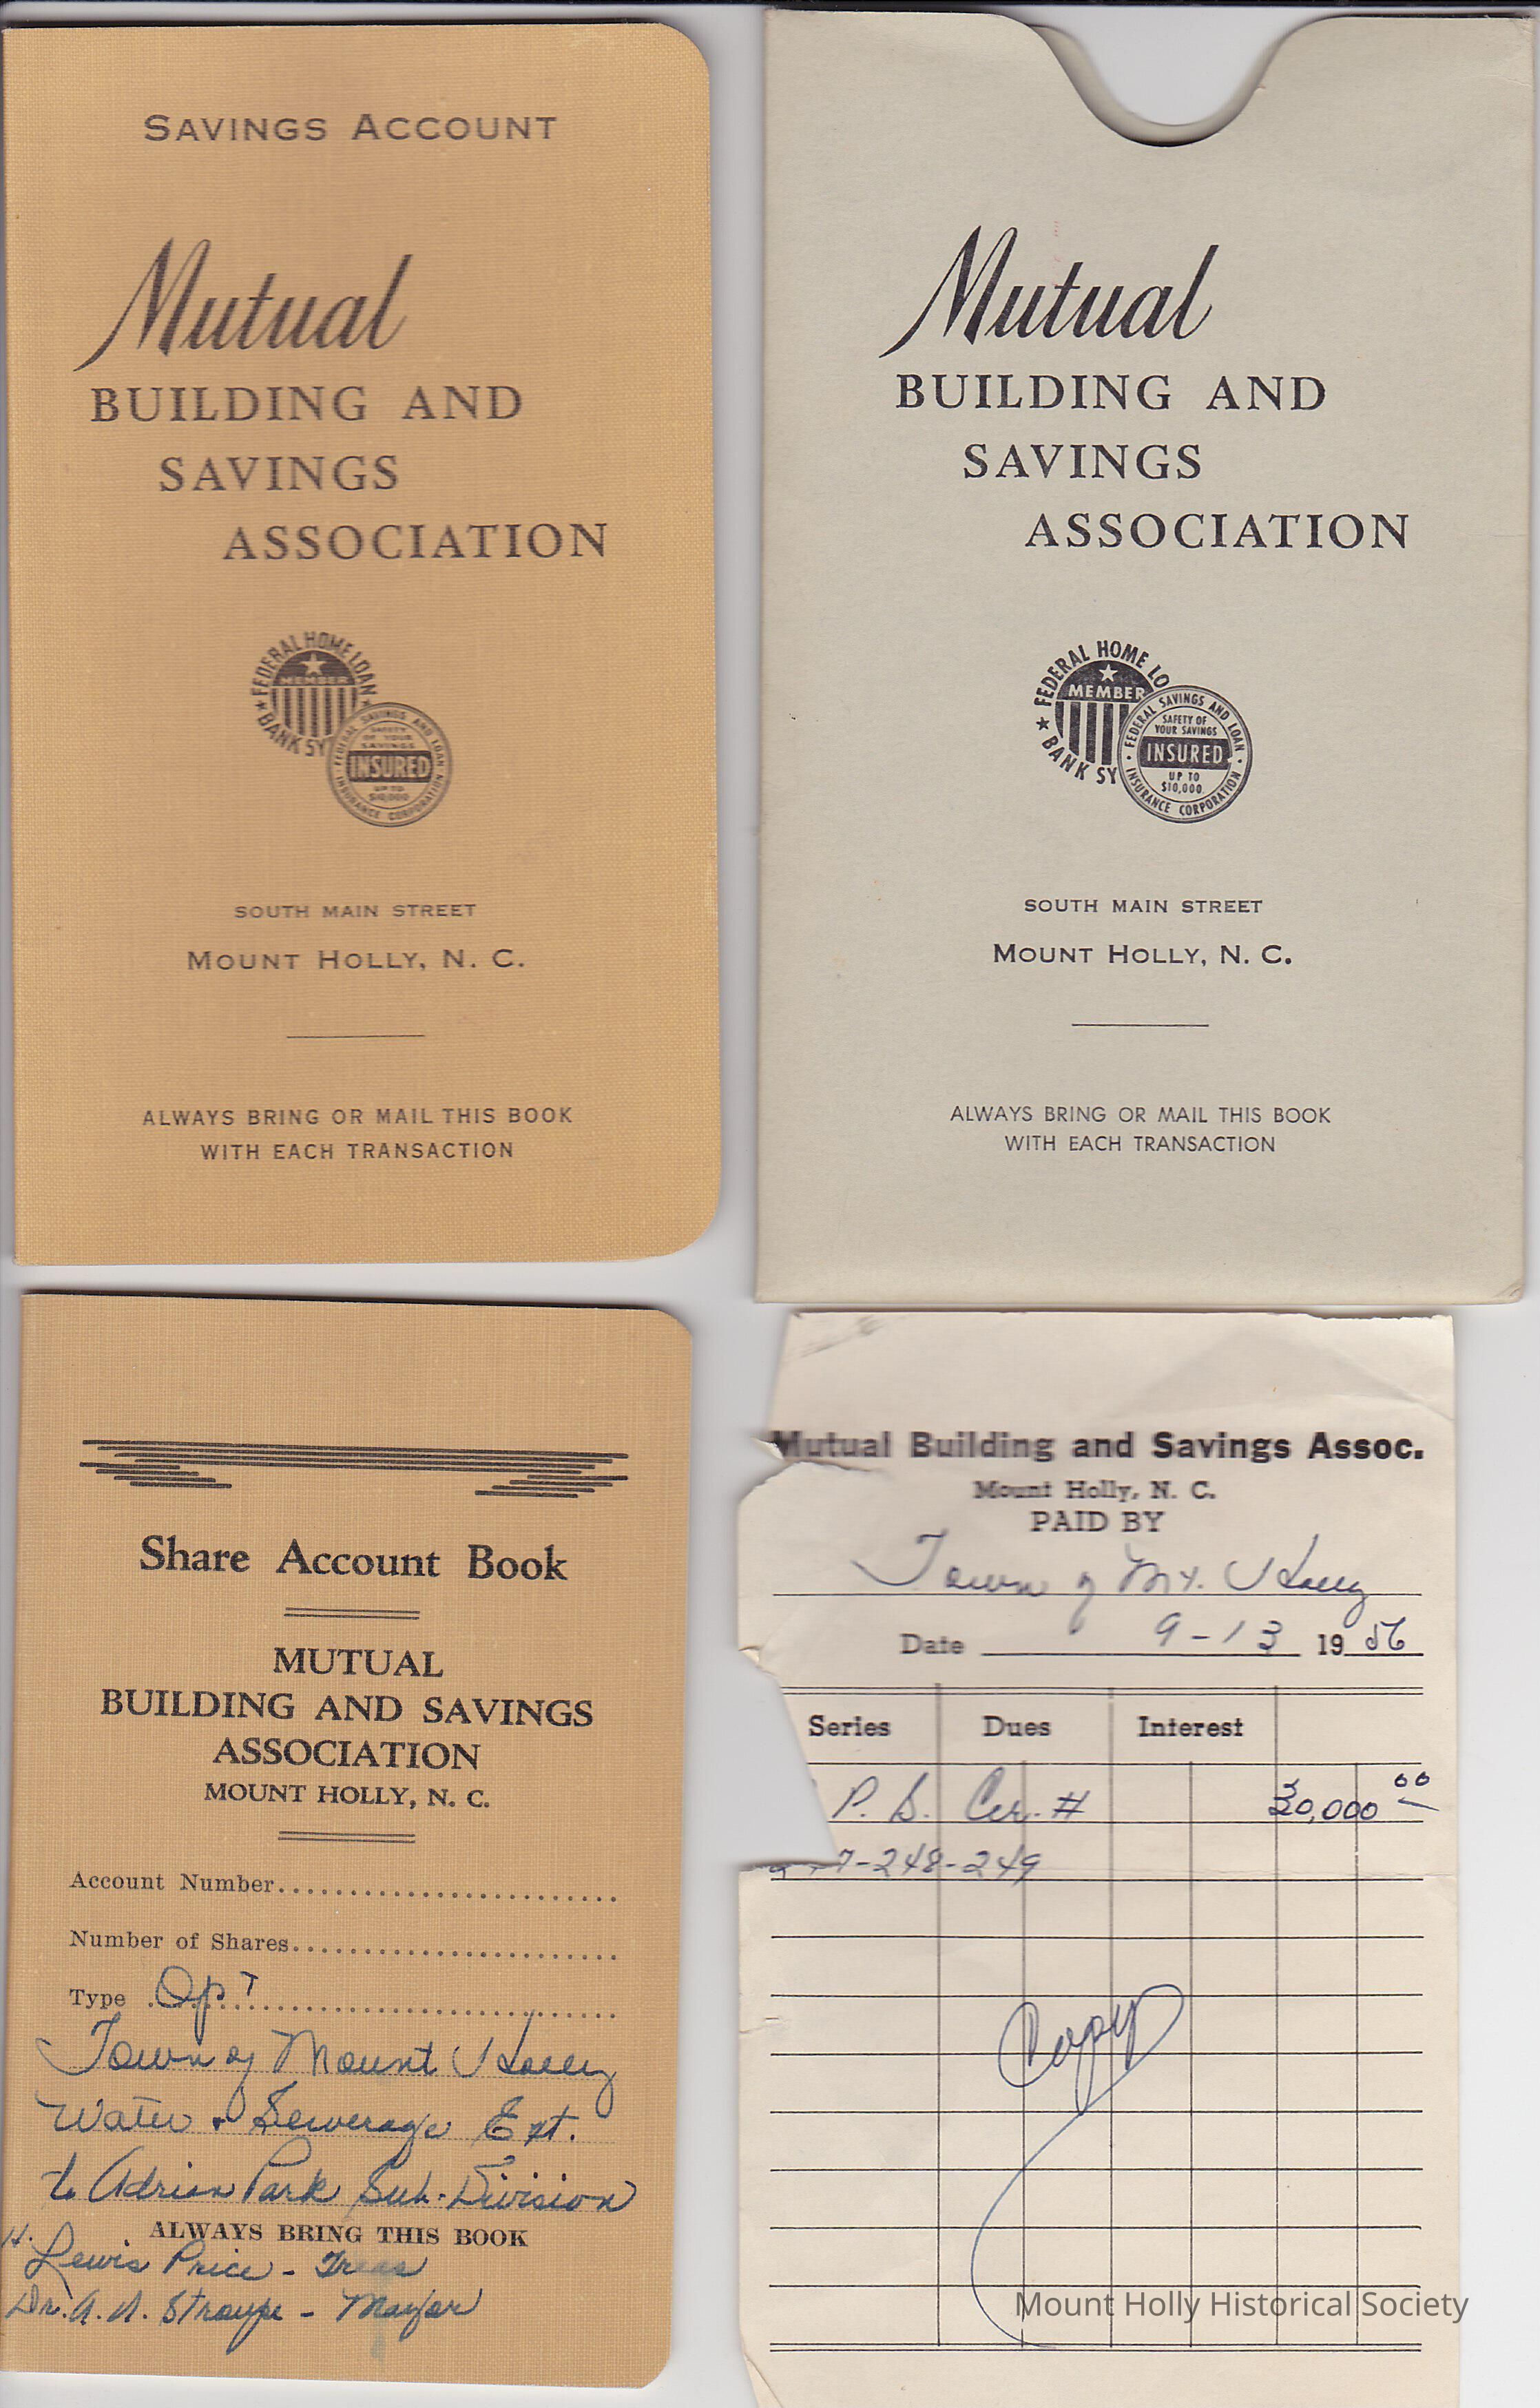 SAVINGS ACCOUNT
Mutual
BUILDING AND
SAVINGS
ASSOCIATION
FEDERAL HOME LOAN
BANK SY
MEMBER
FEDERAL SAVINGS AND LOAN
INSURANCE CORPORATION
SAFETY OF
YOUR SAVINGS
INSURED
UP TO
$10,000
SOUTH MAIN STREET
MOUNT HOLLY, N. C.
ALWAYS BRING OR MAIL THIS BOOK
WITH EACH TRANSACTION
Mutual
BUILDING AND
SAVINGS
ASSOCIATION
FEDERAL HOME LO
BANK SY
MEMBER
FEDERAL SAVINGS AND LOAN
INSURANCE CORPORATION
SAFETY OF
YOUR SAVINGS
INSURED
UP TO
$10,000
SOUTH MAIN STREET
MOUNT HOLLY, N. C.
ALWAYS BRING OR MAIL THIS BOOK
WITH EACH TRANSACTION
Share Account Book
MUTUAL
BUILDING AND SAVINGS
ASSOCIATION
MOUNT HOLLY, N. C.
Account Number
Number of Shares
Type Opt
Town of Mount Holly
Water & Sewerage Ext.
to Adrian Park Sub-Division
ALWAYS BRING THIS BOOK
H. Lewis Price - Treas
Dr. A. A. Stroupe - Mayor
Mutual Building and Savings Assoc.
Mount Holly, N. C.
PAID BY
Town of Mt. Holly
Date 9-13 1956
Series Dues Interest
P. S. Cer. # 30,000 00
7-248-249
Copy
Mount Holly Historical Society